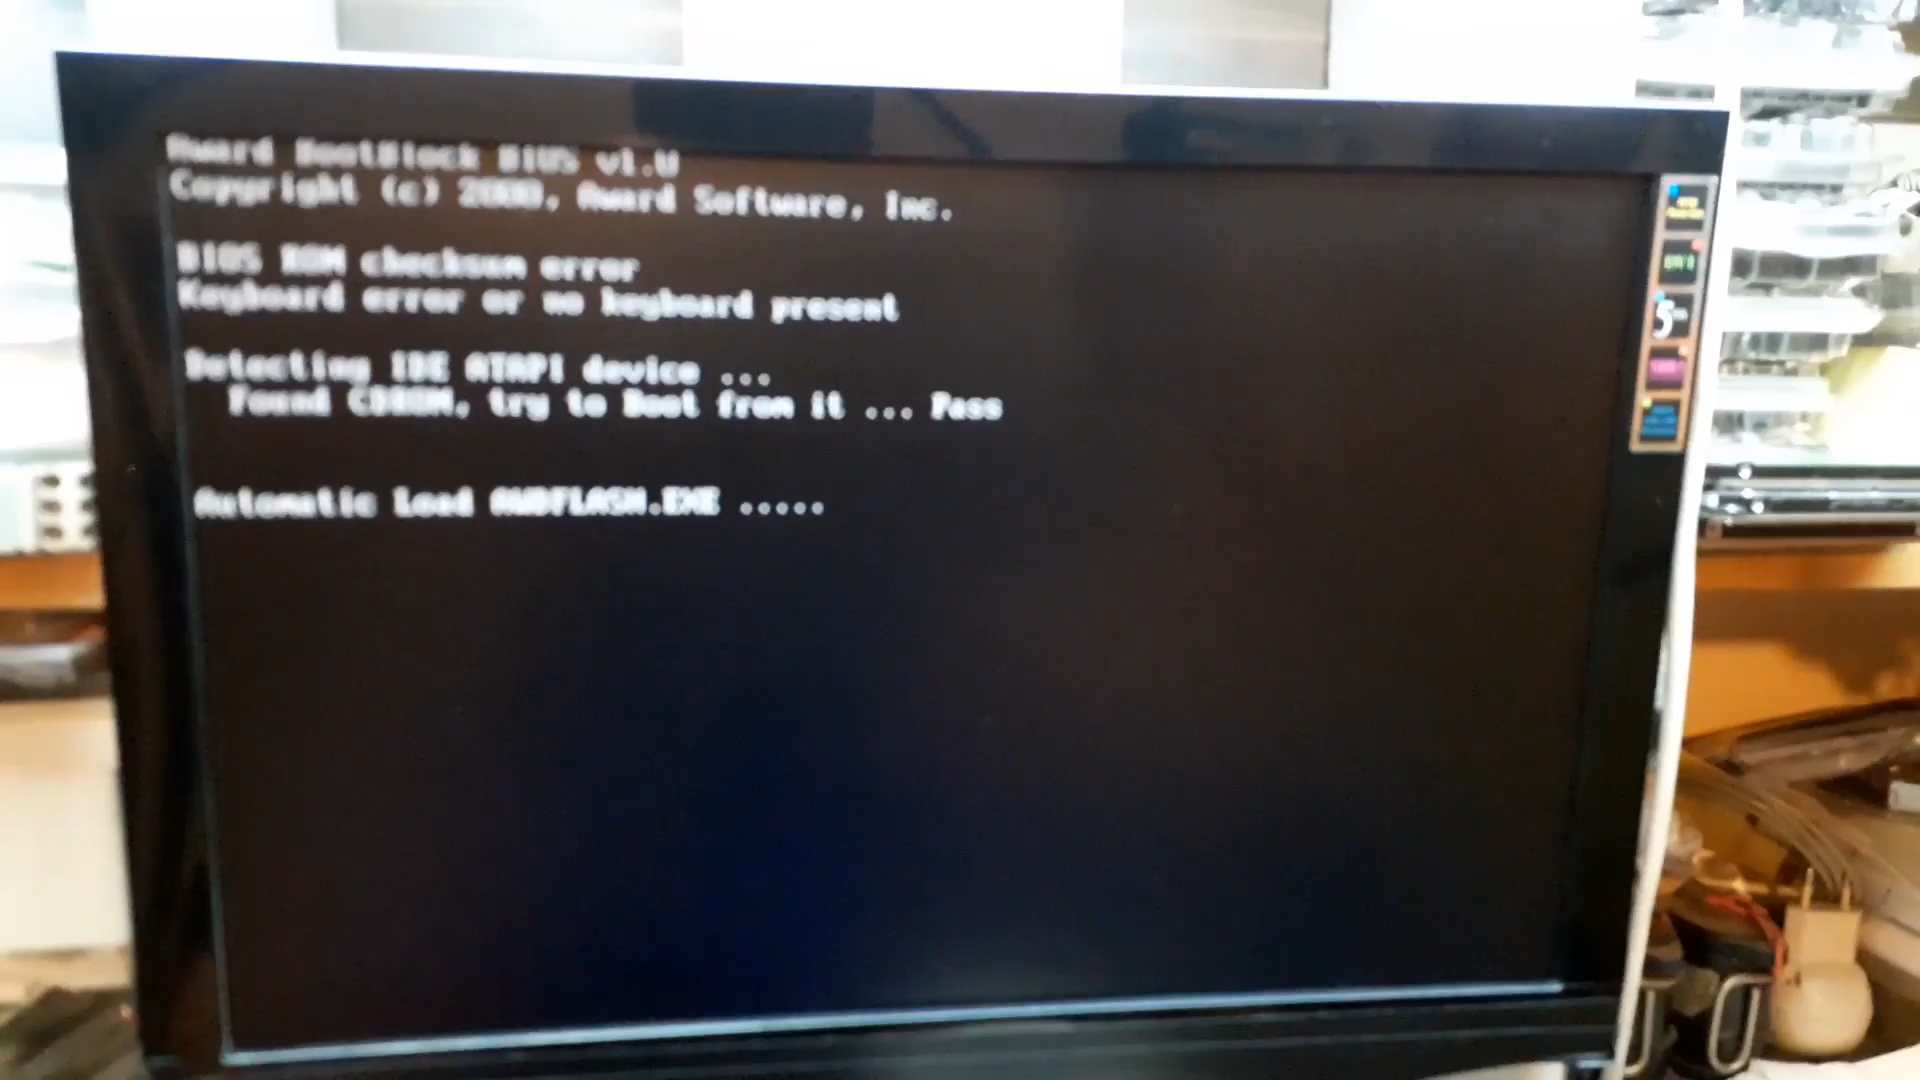 Award BootBlock BIOS v1.0
Copyright (c) 2000, Award Software, Inc.
BIOS ROM checksum error
Keyboard error or no keyboard present
Detecting IDE ATAPI device ...
Found CDROM, try to Boot from it ... Pass
Automatic Load AWDFLASH.EXE .....
5